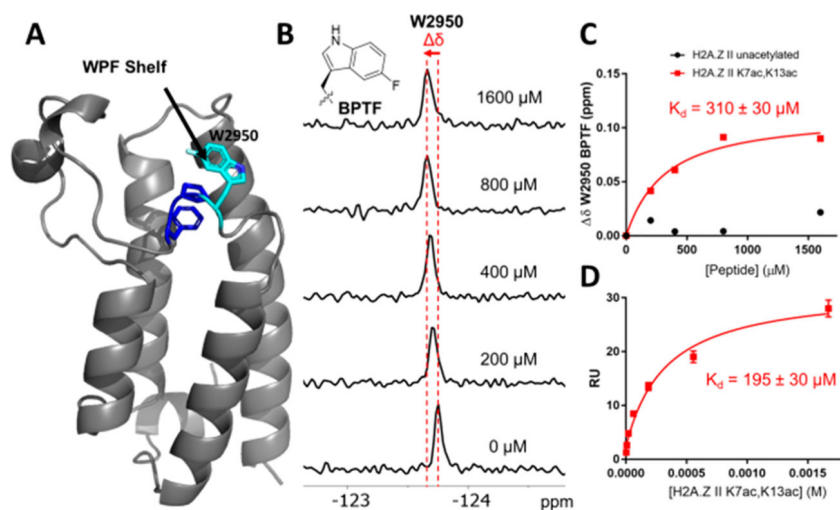 A
WPF Shelf
W2950
B
H
N
F
BPTF
W2950
Δδ
1600 µM
800 µM
400 µM
200 µM
0 µM
-123
-124
ppm
C
H2A.Z II unacetylated
H2A.Z II K7ac,K13ac
Δδ W2950 BPTF (ppm)
0.15
0.10
0.05
0.00
Kd = 310 ± 30 µM
0
500
1000
1500
[Peptide] (µM)
D
RU
30
20
10
0
Kd = 195 ± 30 µM
0.0000
0.0005
0.0010
0.0015
[H2A.Z II K7ac,K13ac] (M)